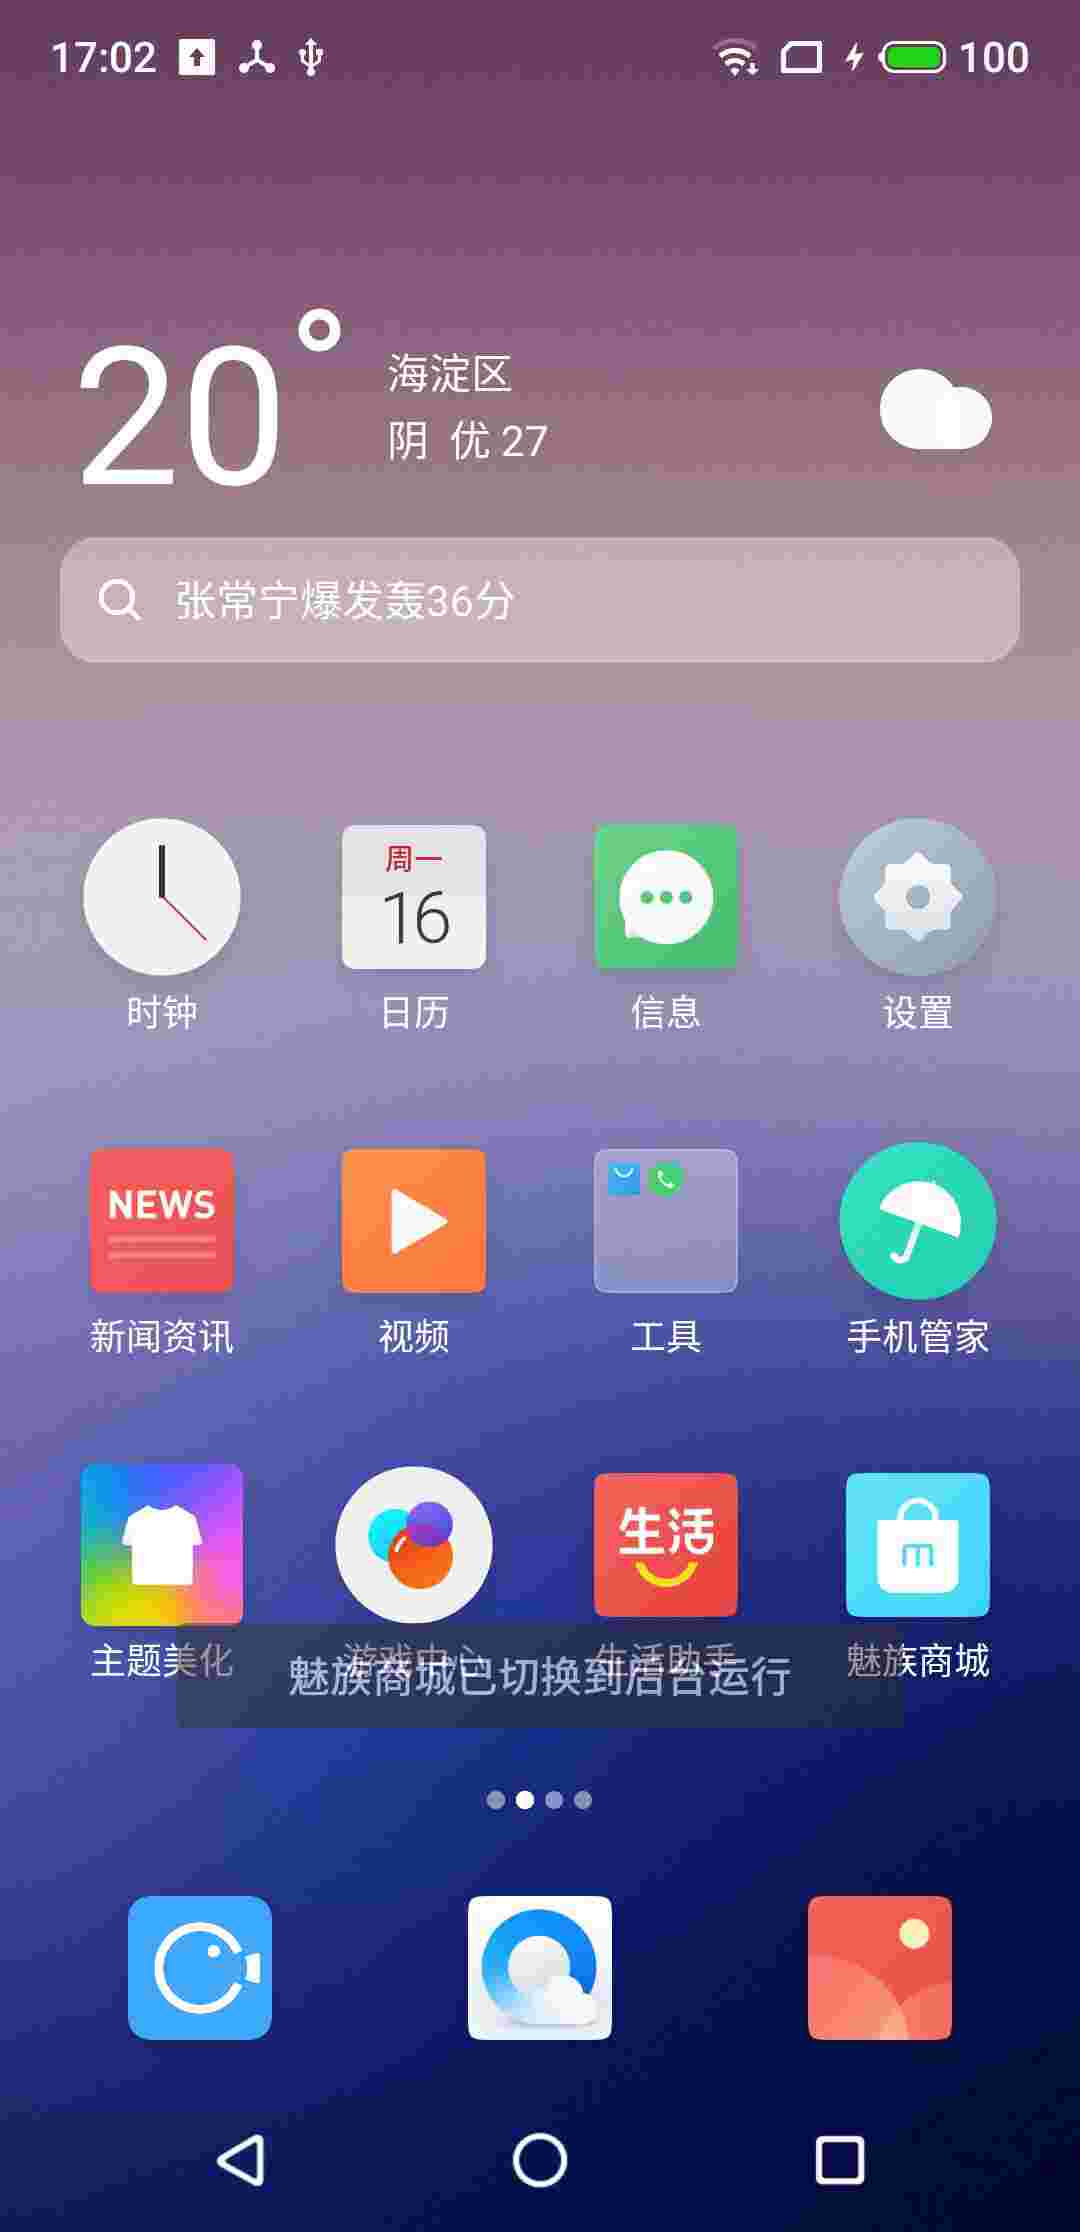 17:02
100
20°
海淀区
阴 优 27
张常宁爆发轰36分
周一
16
时钟
日历
信息
设置
NEWS
新闻资讯
视频
工具
手机管家
生活
m
主题美化
游戏中心
生活助手
魅族商城
魅族商城已切换到后台运行